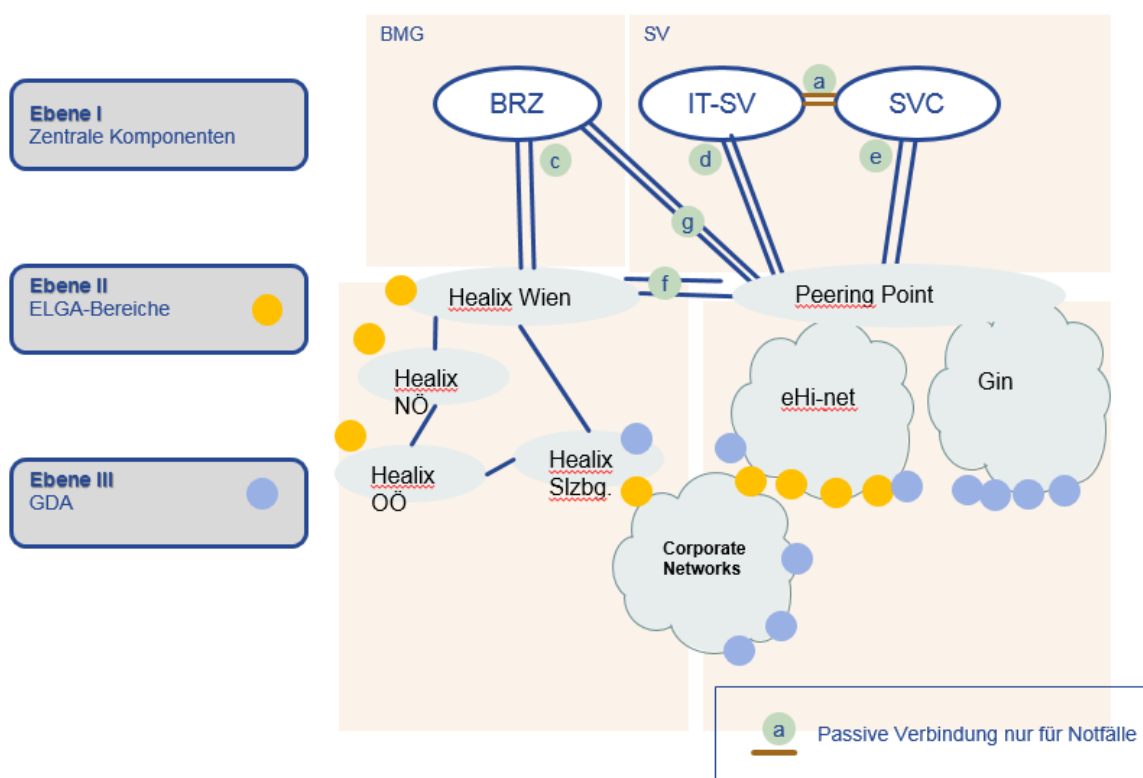 BMG
SV
Ebene I
Zentrale Komponenten
BRZ
IT-SV
a
SVC
c
d
e
g
Ebene II
ELGA-Bereiche
Healix Wien
f
Peering Point
Healix
NÖ
eHi-net
Gin
Ebene III
GDA
Healix
OÖ
Healix
Slzbg.
Corporate
Networks
a
Passive Verbindung nur für Notfälle